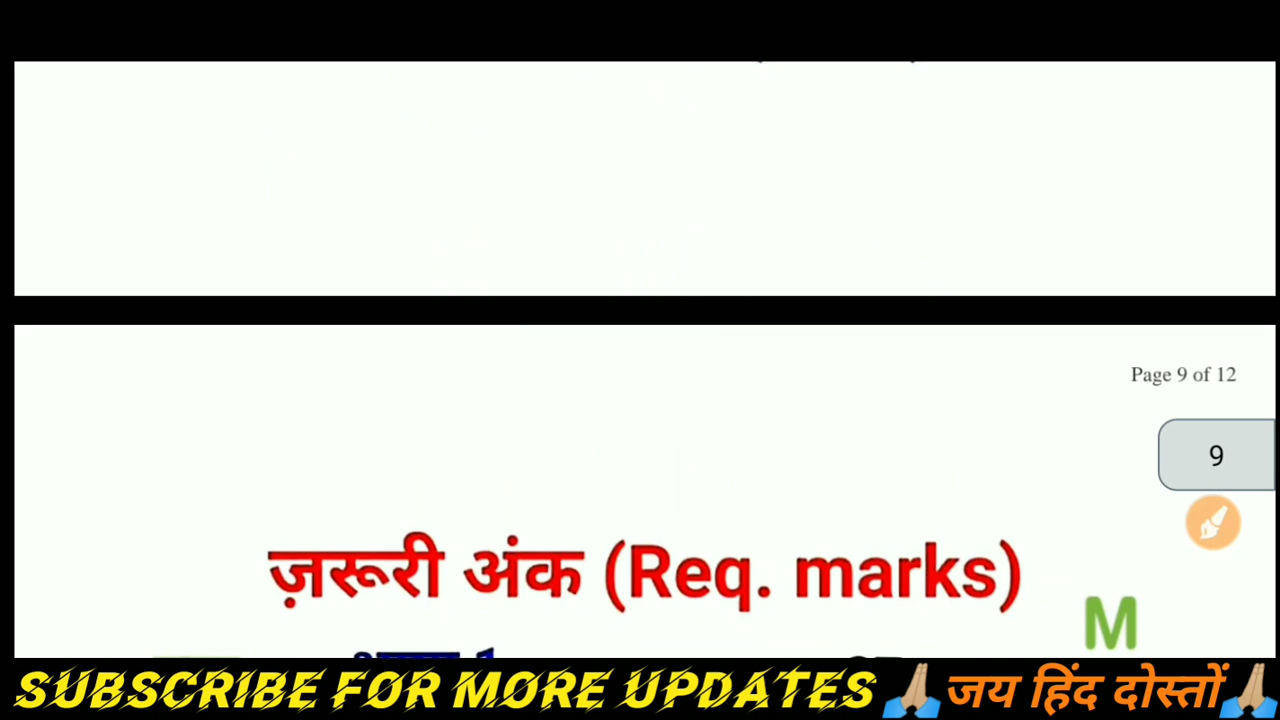 Page 9 of 12
9
ज़रूरी अंक (Req. marks)
M
SUBSCRIBE FOR MORE UPDATES 🙏जय हिंद दोस्तों🙏